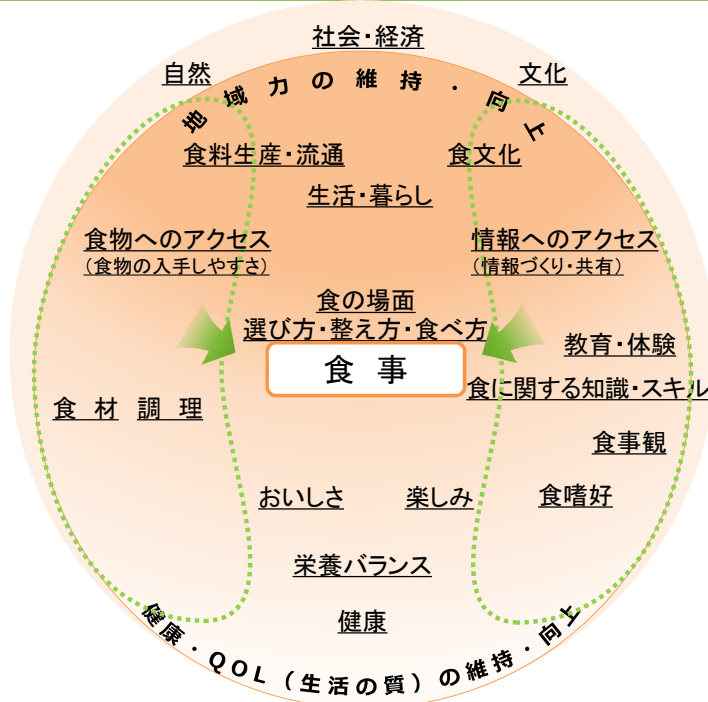 社会・経済
自然
文化
地域力の維持・向上
食料生産・流通
食文化
生活・暮らし
食物へのアクセス
(食物の入手しやすさ)
情報へのアクセス
(情報づくり・共有)
食の場面
選び方・整え方・食べ方
教育・体験
食事
食に関する知識・スキル
食材 調理
食事観
おいしさ
楽しみ
食嗜好
栄養バランス
健康
健康・QOL(生活の質)の維持・向上